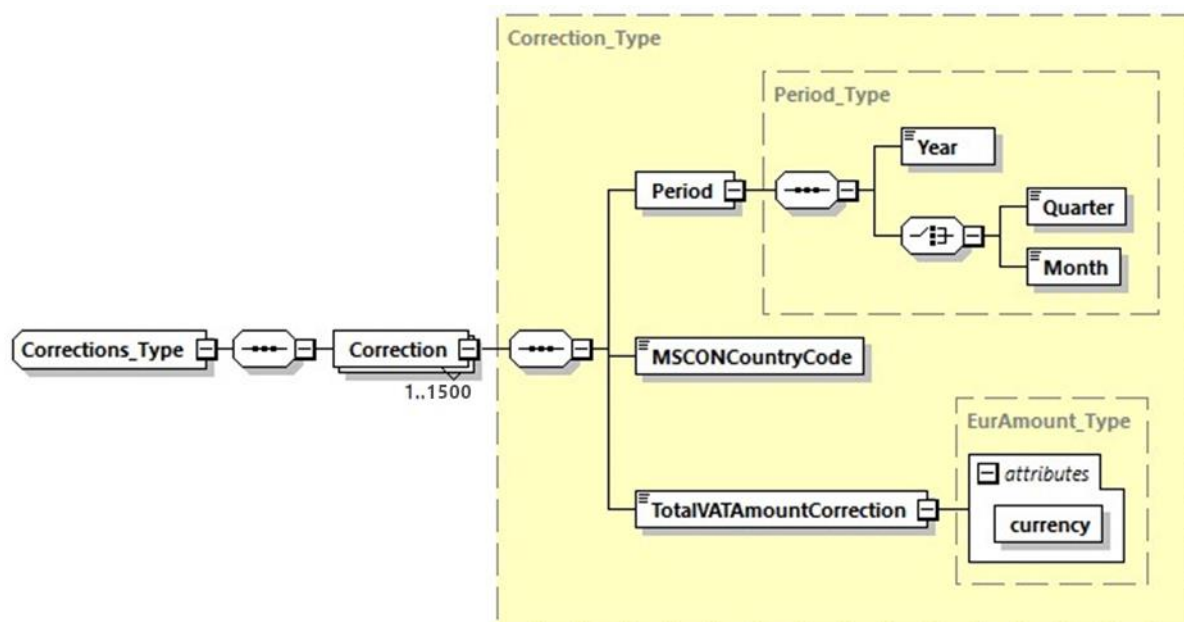 Correction_Type
Period_Type
Year
Period
Quarter
Month
Corrections_Type
Correction
1..1500
MSCONCountryCode
EurAmount_Type
attributes
TotalVATAmountCorrection
currency